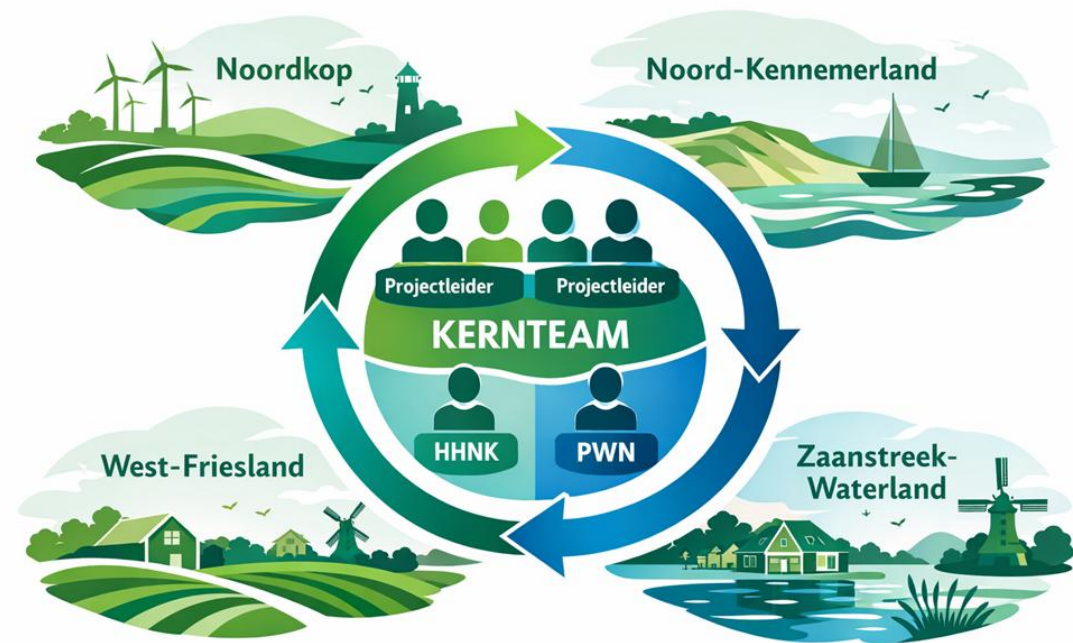 Noordkop
Noord-Kennemerland
Projectleider
Projectleider
KERNTEAM
HHNK
PWN
West-Friesland
Zaanstreek-
Waterland